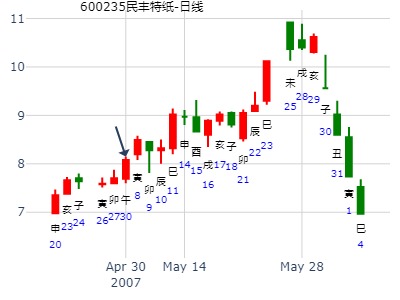 600235民丰特纸-日线
11
10
9
8
7
申
20
亥
23
子
24
寅
26
卯
27
午
30
寅
8
卯
9
辰
10
巳
11
申
14
酉
15
戌
16
亥
17
子
18
卯
21
辰
22
巳
23
未
25
戌
28
亥
29
子
30
丑
31
寅
1
巳
4
Apr 30
2007
May 14
May 28